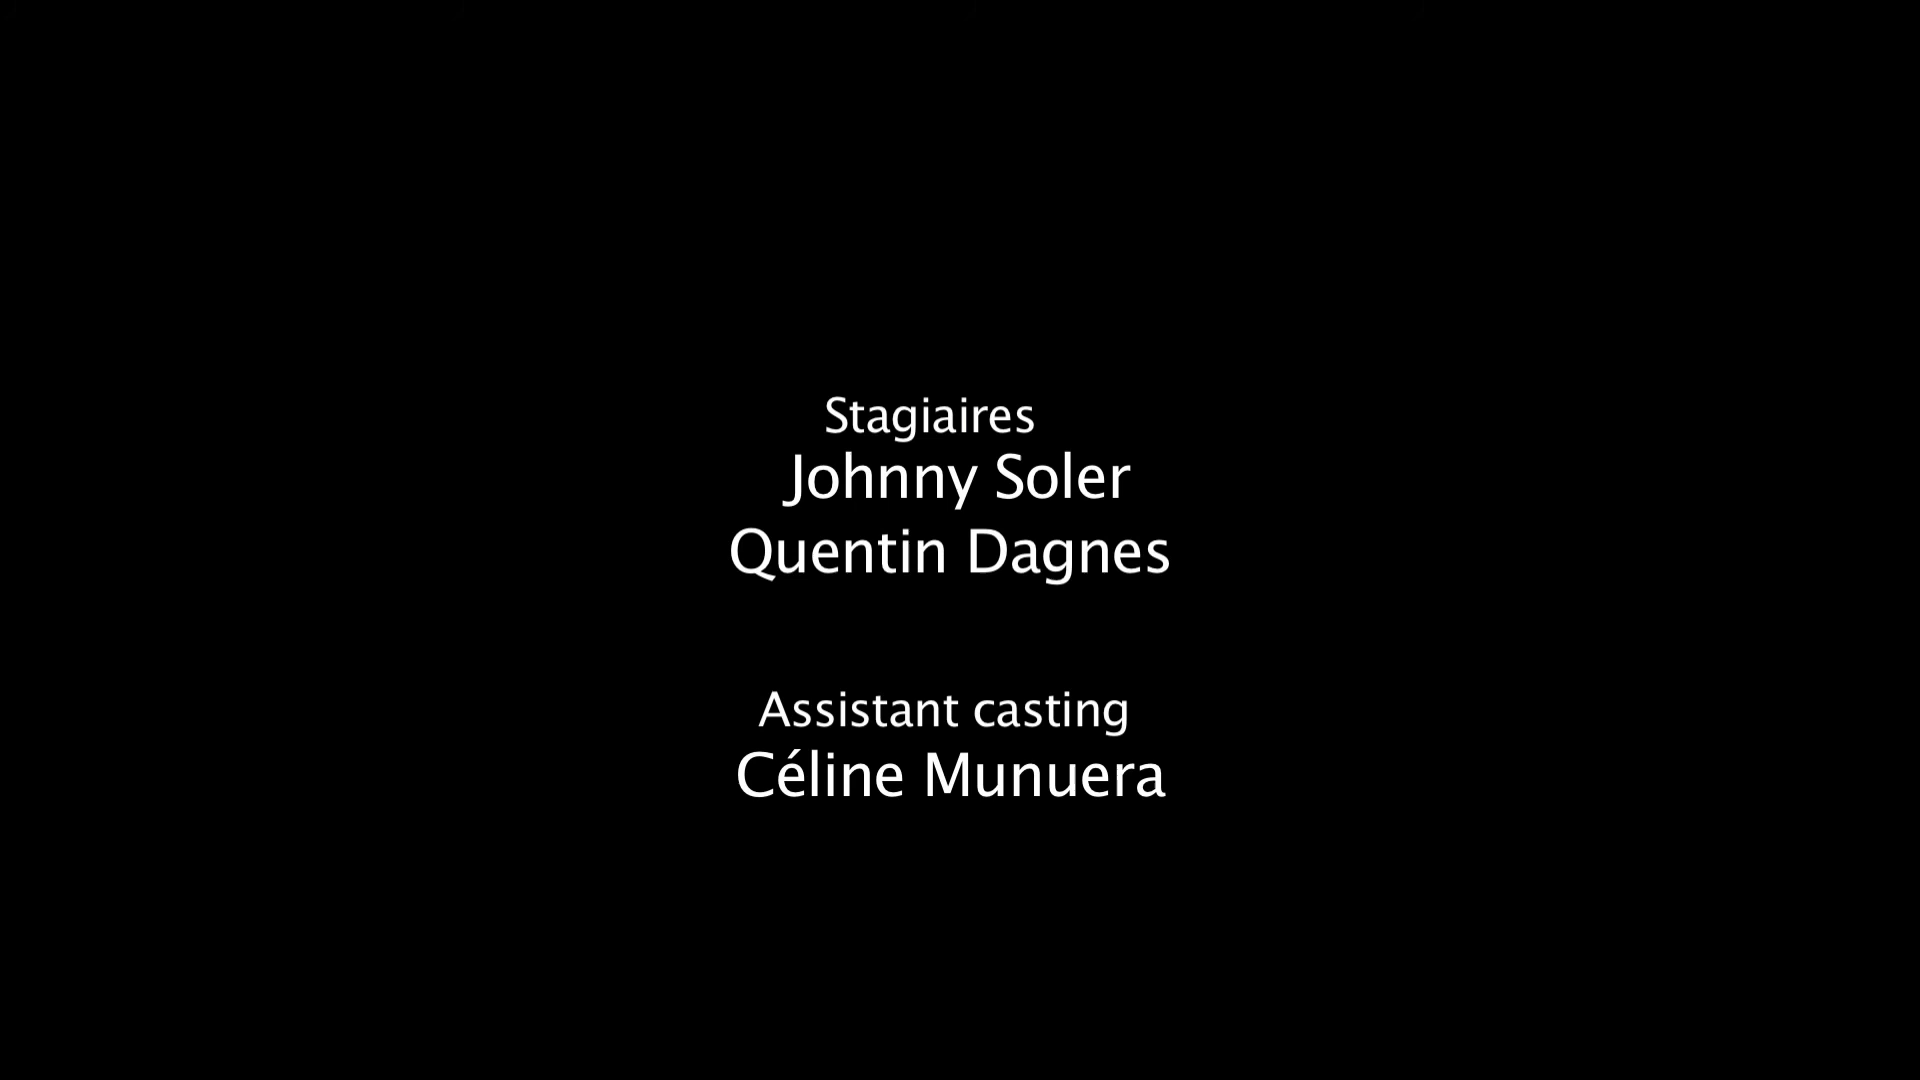 Stagiaires
Johnny Soler
Quentin Dagnes
Assistant casting
Céline Munuera